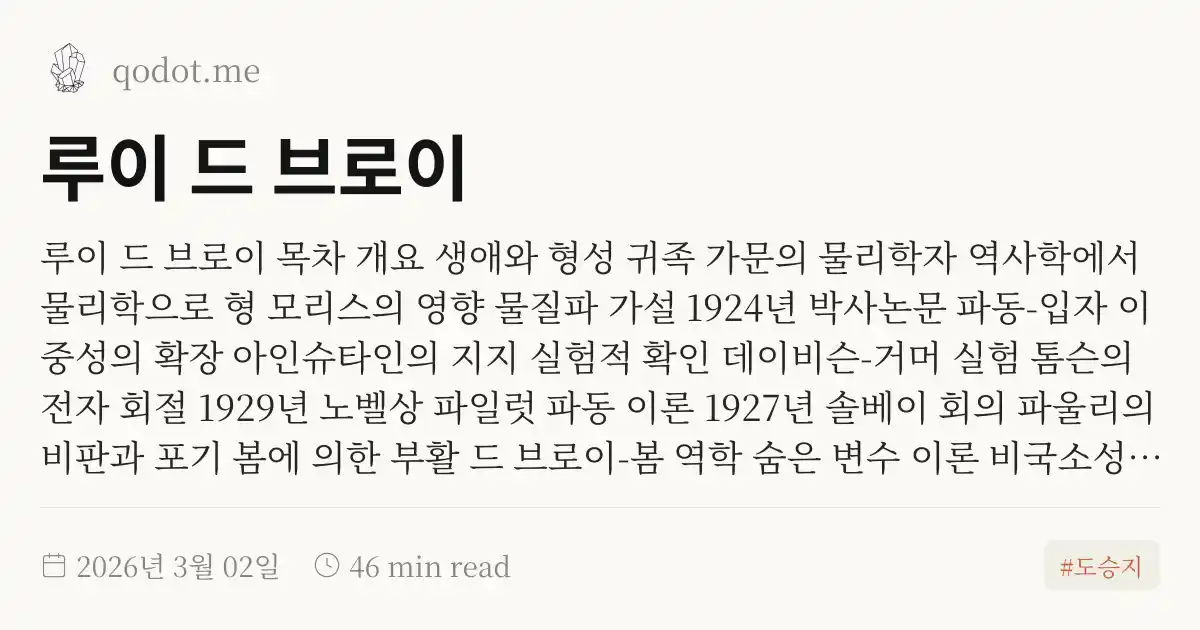 qodot.me
루이 드 브로이
루이 드 브로이 목차 개요 생애와 형성 귀족 가문의 물리학자 역사학에서
물리학으로 형 모리스의 영향 물질파 가설 1924년 박사논문 파동-입자 이
중성의 확장 아인슈타인의 지지 실험적 확인 데이비슨-거머 실험 톰슨의
전자 회절 1929년 노벨상 파일럿 파동 이론 1927년 솔베이 회의 파울리의
비판과 포기 봄에 의한 부활 드 브로이-봄 역학 숨은 변수 이론 비국소성…
2026년 3월 02일 46 min read #도승지